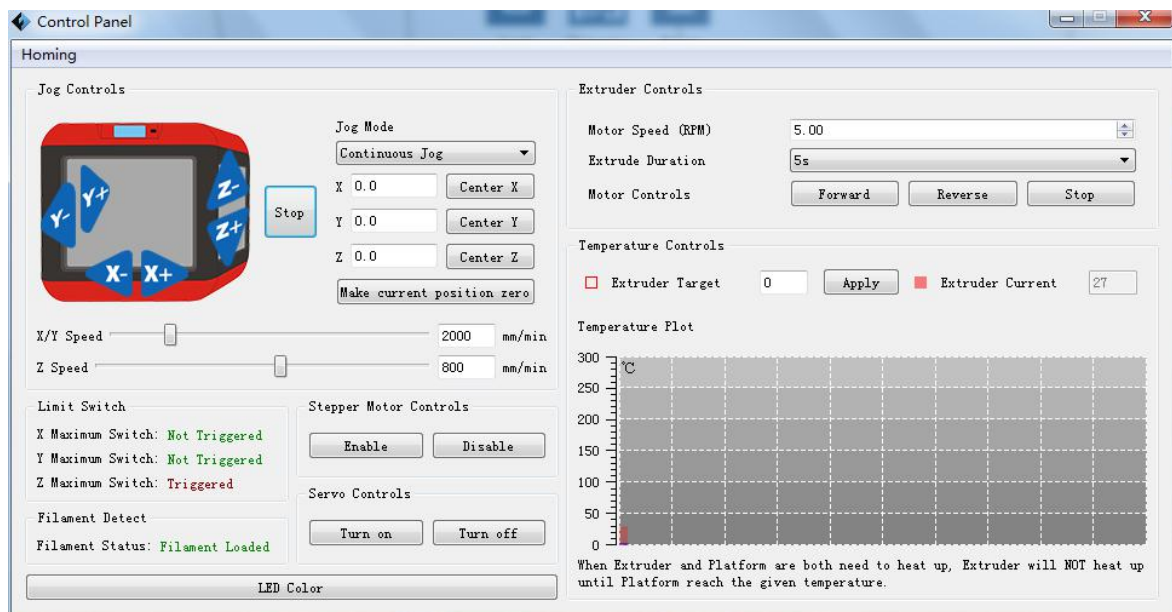 Control Panel
Homing
Jog Controls
Y-
Y+
Z-
Z+
X-
X+
Stop
Jog Mode
Continuous Jog
X 0.0 Center X
Y 0.0 Center Y
Z 0.0 Center Z
Make current position zero
X/Y Speed 2000 mm/min
Z Speed 800 mm/min
Limit Switch
X Maximum Switch: Not Triggered
Y Maximum Switch: Not Triggered
Z Maximum Switch: Triggered
Filament Detect
Filament Status: Filament Loaded
Stepper Motor Controls
Enable Disable
Servo Controls
Turn on Turn off
LED Color
Extruder Controls
Motor Speed (RPM) 5.00
Extrude Duration 5s
Motor Controls Forward Reverse Stop
Temperature Controls
Extruder Target 0 Apply Extruder Current 27
Temperature Plot
300
°C
250
200
150
100
50
0
When Extruder and Platform are both need to heat up, Extruder will NOT heat up
until Platform reach the given temperature.